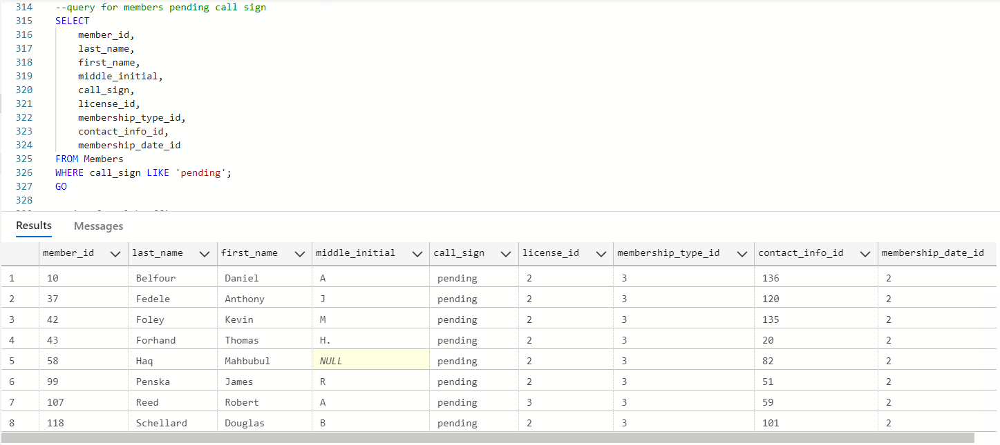 314 --query for members pending call sign
315 SELECT
316 member_id,
317 last_name,
318 first_name,
319 middle_initial,
320 call_sign,
321 license_id,
322 membership_type_id,
323 contact_info_id,
324 membership_date_id
325 FROM Members
326 WHERE call_sign LIKE 'pending';
327 GO
328
Results Messages
member_id last_name first_name middle_initial call_sign license_id membership_type_id contact_info_id membership_date_id
1 10 Belfour Daniel A pending 2 3 136 2
2 37 Fedele Anthony J pending 2 3 120 2
3 42 Foley Kevin M pending 2 3 135 2
4 43 Forhand Thomas H. pending 2 3 20 2
5 58 Haq Mahbubul NULL pending 2 3 82 2
6 99 Penska James R pending 2 3 51 2
7 107 Reed Robert A pending 3 3 59 2
8 118 Schellard Douglas B pending 2 3 101 2